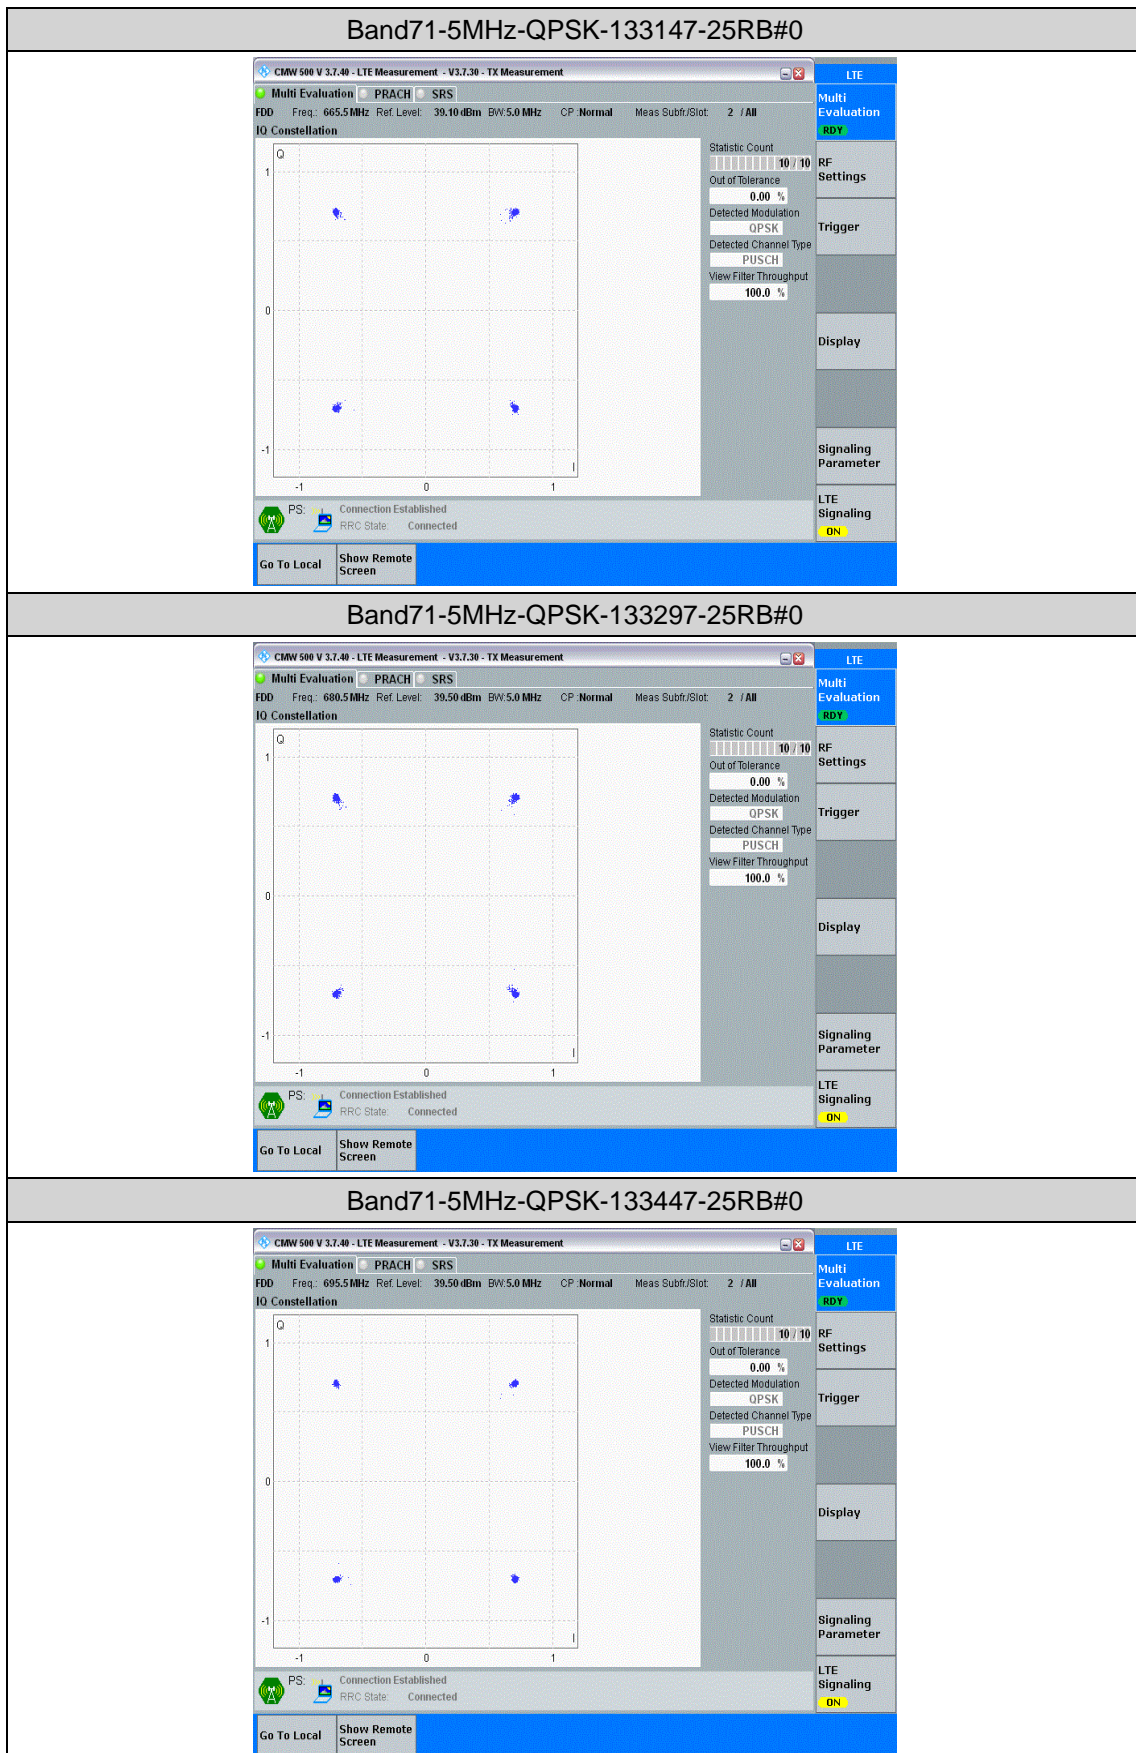 Band71-5MHz-QPSK-133147-25RB#0
CMW 500 V 3.7.40 - LTE Measurement - V3.7.30 - TX Measurement
LTE
Multi Evaluation PRACH SRS
Multi
Evaluation
RDY
FDD Freq.: 665.5 MHz Ref. Level: 39.10 dBm BW: 5.0 MHz CP :Normal Meas Subfr./Slot: 2 / All
IQ Constellation
Q
1
0
-1
I
-1 0 1
Statistic Count
10 / 10
Out of Tolerance
0.00 %
Detected Modulation
QPSK
Detected Channel Type
PUSCH
View Filter Throughput
100.0 %
RF
Settings
Trigger
Display
Signaling
Parameter
LTE
Signaling
ON
PS: Connection Established
RRC State: Connected
Go To Local Show Remote
Screen
Band71-5MHz-QPSK-133297-25RB#0
CMW 500 V 3.7.40 - LTE Measurement - V3.7.30 - TX Measurement
LTE
Multi Evaluation PRACH SRS
Multi
Evaluation
RDY
FDD Freq.: 680.5 MHz Ref. Level: 39.50 dBm BW: 5.0 MHz CP :Normal Meas Subfr./Slot: 2 / All
IQ Constellation
Q
1
0
-1
I
-1 0 1
Statistic Count
10 / 10
Out of Tolerance
0.00 %
Detected Modulation
QPSK
Detected Channel Type
PUSCH
View Filter Throughput
100.0 %
RF
Settings
Trigger
Display
Signaling
Parameter
LTE
Signaling
ON
PS: Connection Established
RRC State: Connected
Go To Local Show Remote
Screen
Band71-5MHz-QPSK-133447-25RB#0
CMW 500 V 3.7.40 - LTE Measurement - V3.7.30 - TX Measurement
LTE
Multi Evaluation PRACH SRS
Multi
Evaluation
RDY
FDD Freq.: 695.5 MHz Ref. Level: 39.50 dBm BW: 5.0 MHz CP :Normal Meas Subfr./Slot: 2 / All
IQ Constellation
Q
1
0
-1
I
-1 0 1
Statistic Count
10 / 10
Out of Tolerance
0.00 %
Detected Modulation
QPSK
Detected Channel Type
PUSCH
View Filter Throughput
100.0 %
RF
Settings
Trigger
Display
Signaling
Parameter
LTE
Signaling
ON
PS: Connection Established
RRC State: Connected
Go To Local Show Remote
Screen